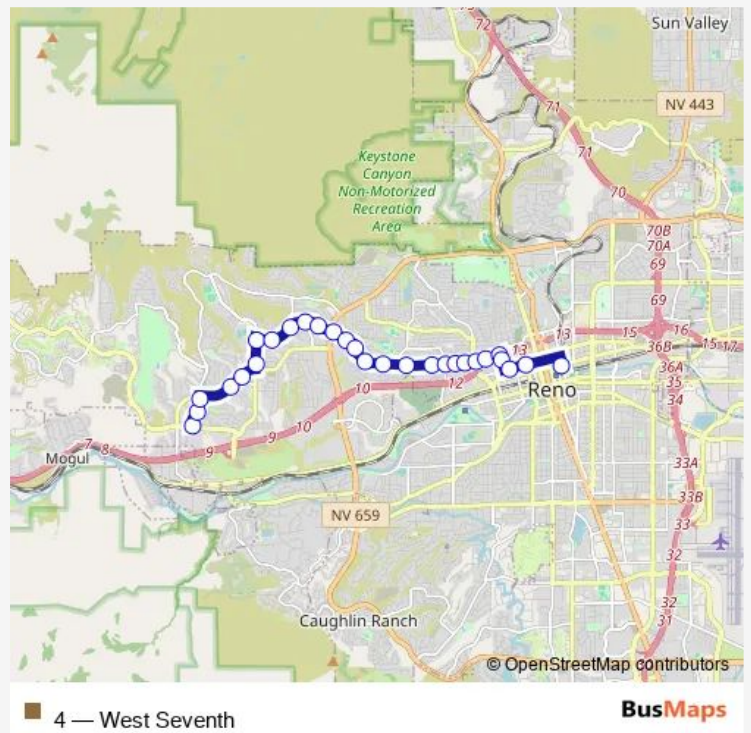 72
Sun Valley
71
NV 443
Keystone
Canyon
Non-Motorized
Recreation
Area
71
70
70B
70A
69
69
13
13
15
16
15
17
36B
12
10
Reno
36A
35
34
10
9
9
7
8
Mogul
33A
33B
NV 659
33
32
32
31
Caughlin Ranch
© OpenStreetMap contributors
4 — West Seventh
BusMaps